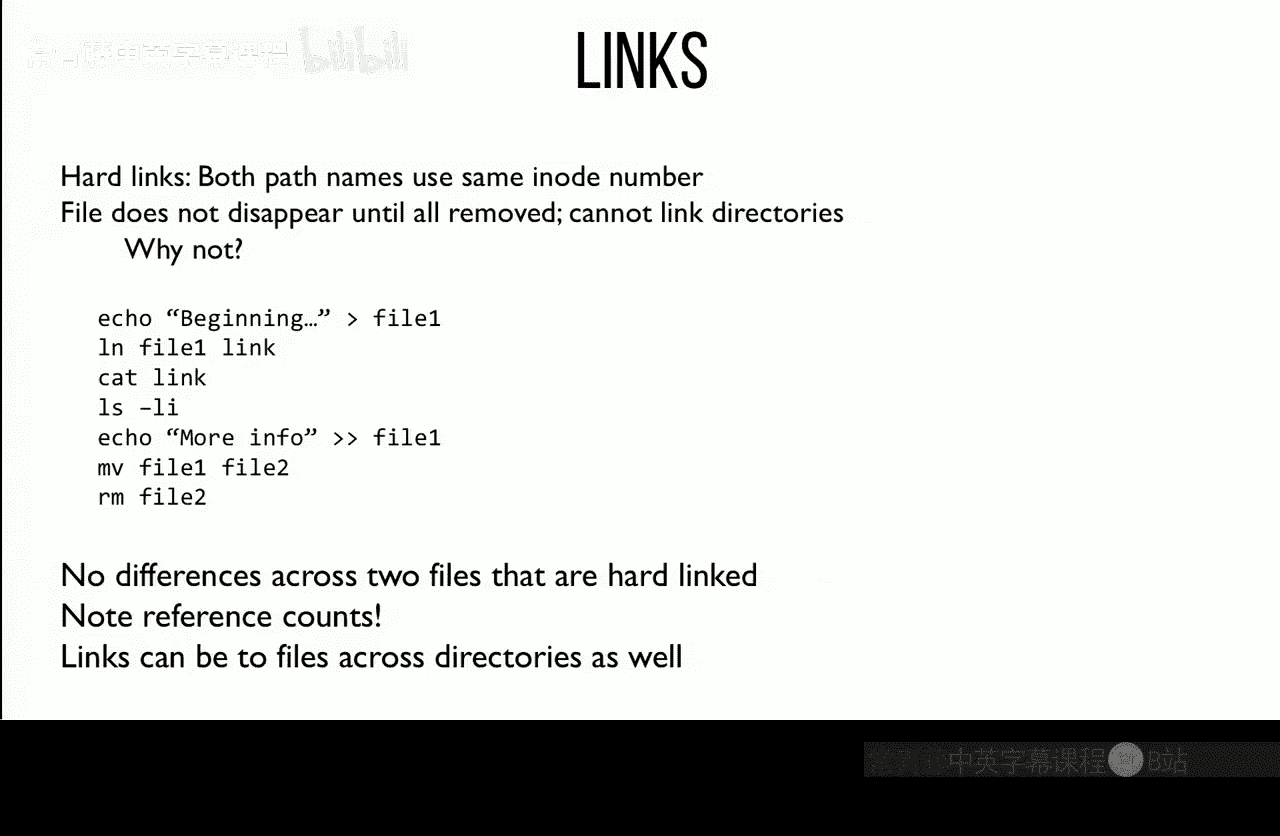 bilibili
LINKS
Hard links: Both path names use same inode number
File does not disappear until all removed; cannot link directories
Why not?
echo “Beginning…” > file1
ln file1 link
cat link
ls –li
echo “More info” >> file1
mv file1 file2
rm file2
No differences across two files that are hard linked
Note reference counts!
Links can be to files across directories as well
中英字幕课程 B站